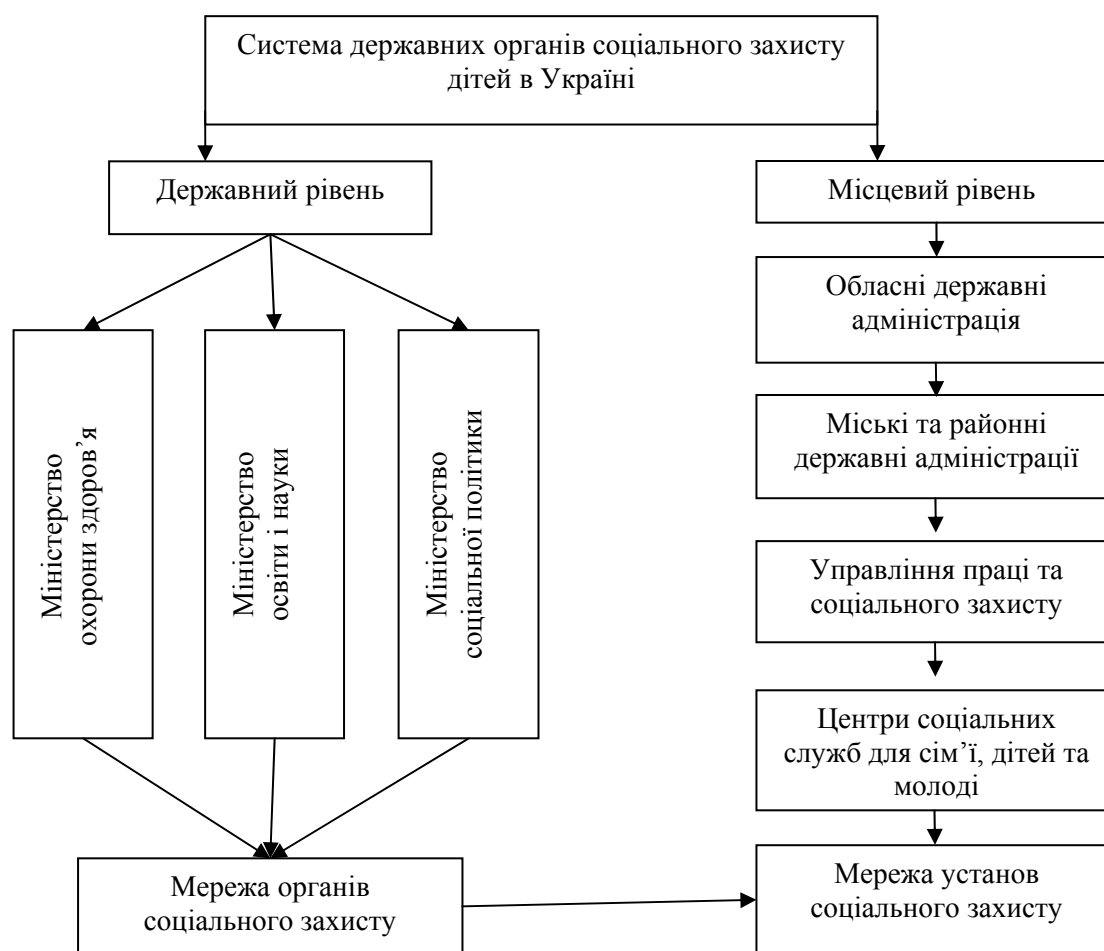 Система державних органів соціального захисту
дітей в Україні
Державний рівень
Місцевий рівень
Обласні державні
адміністрація
Міські та районні
державні адміністрації
Управління праці та
соціального захисту
Центри соціальних
служб для сім’ї, дітей та
молоді
Міністерство
охорони здоров’я
Міністерство
освіти і науки
Міністерство
соціальної політики
Мережа органів
соціального захисту
Мережа установ
соціального захисту